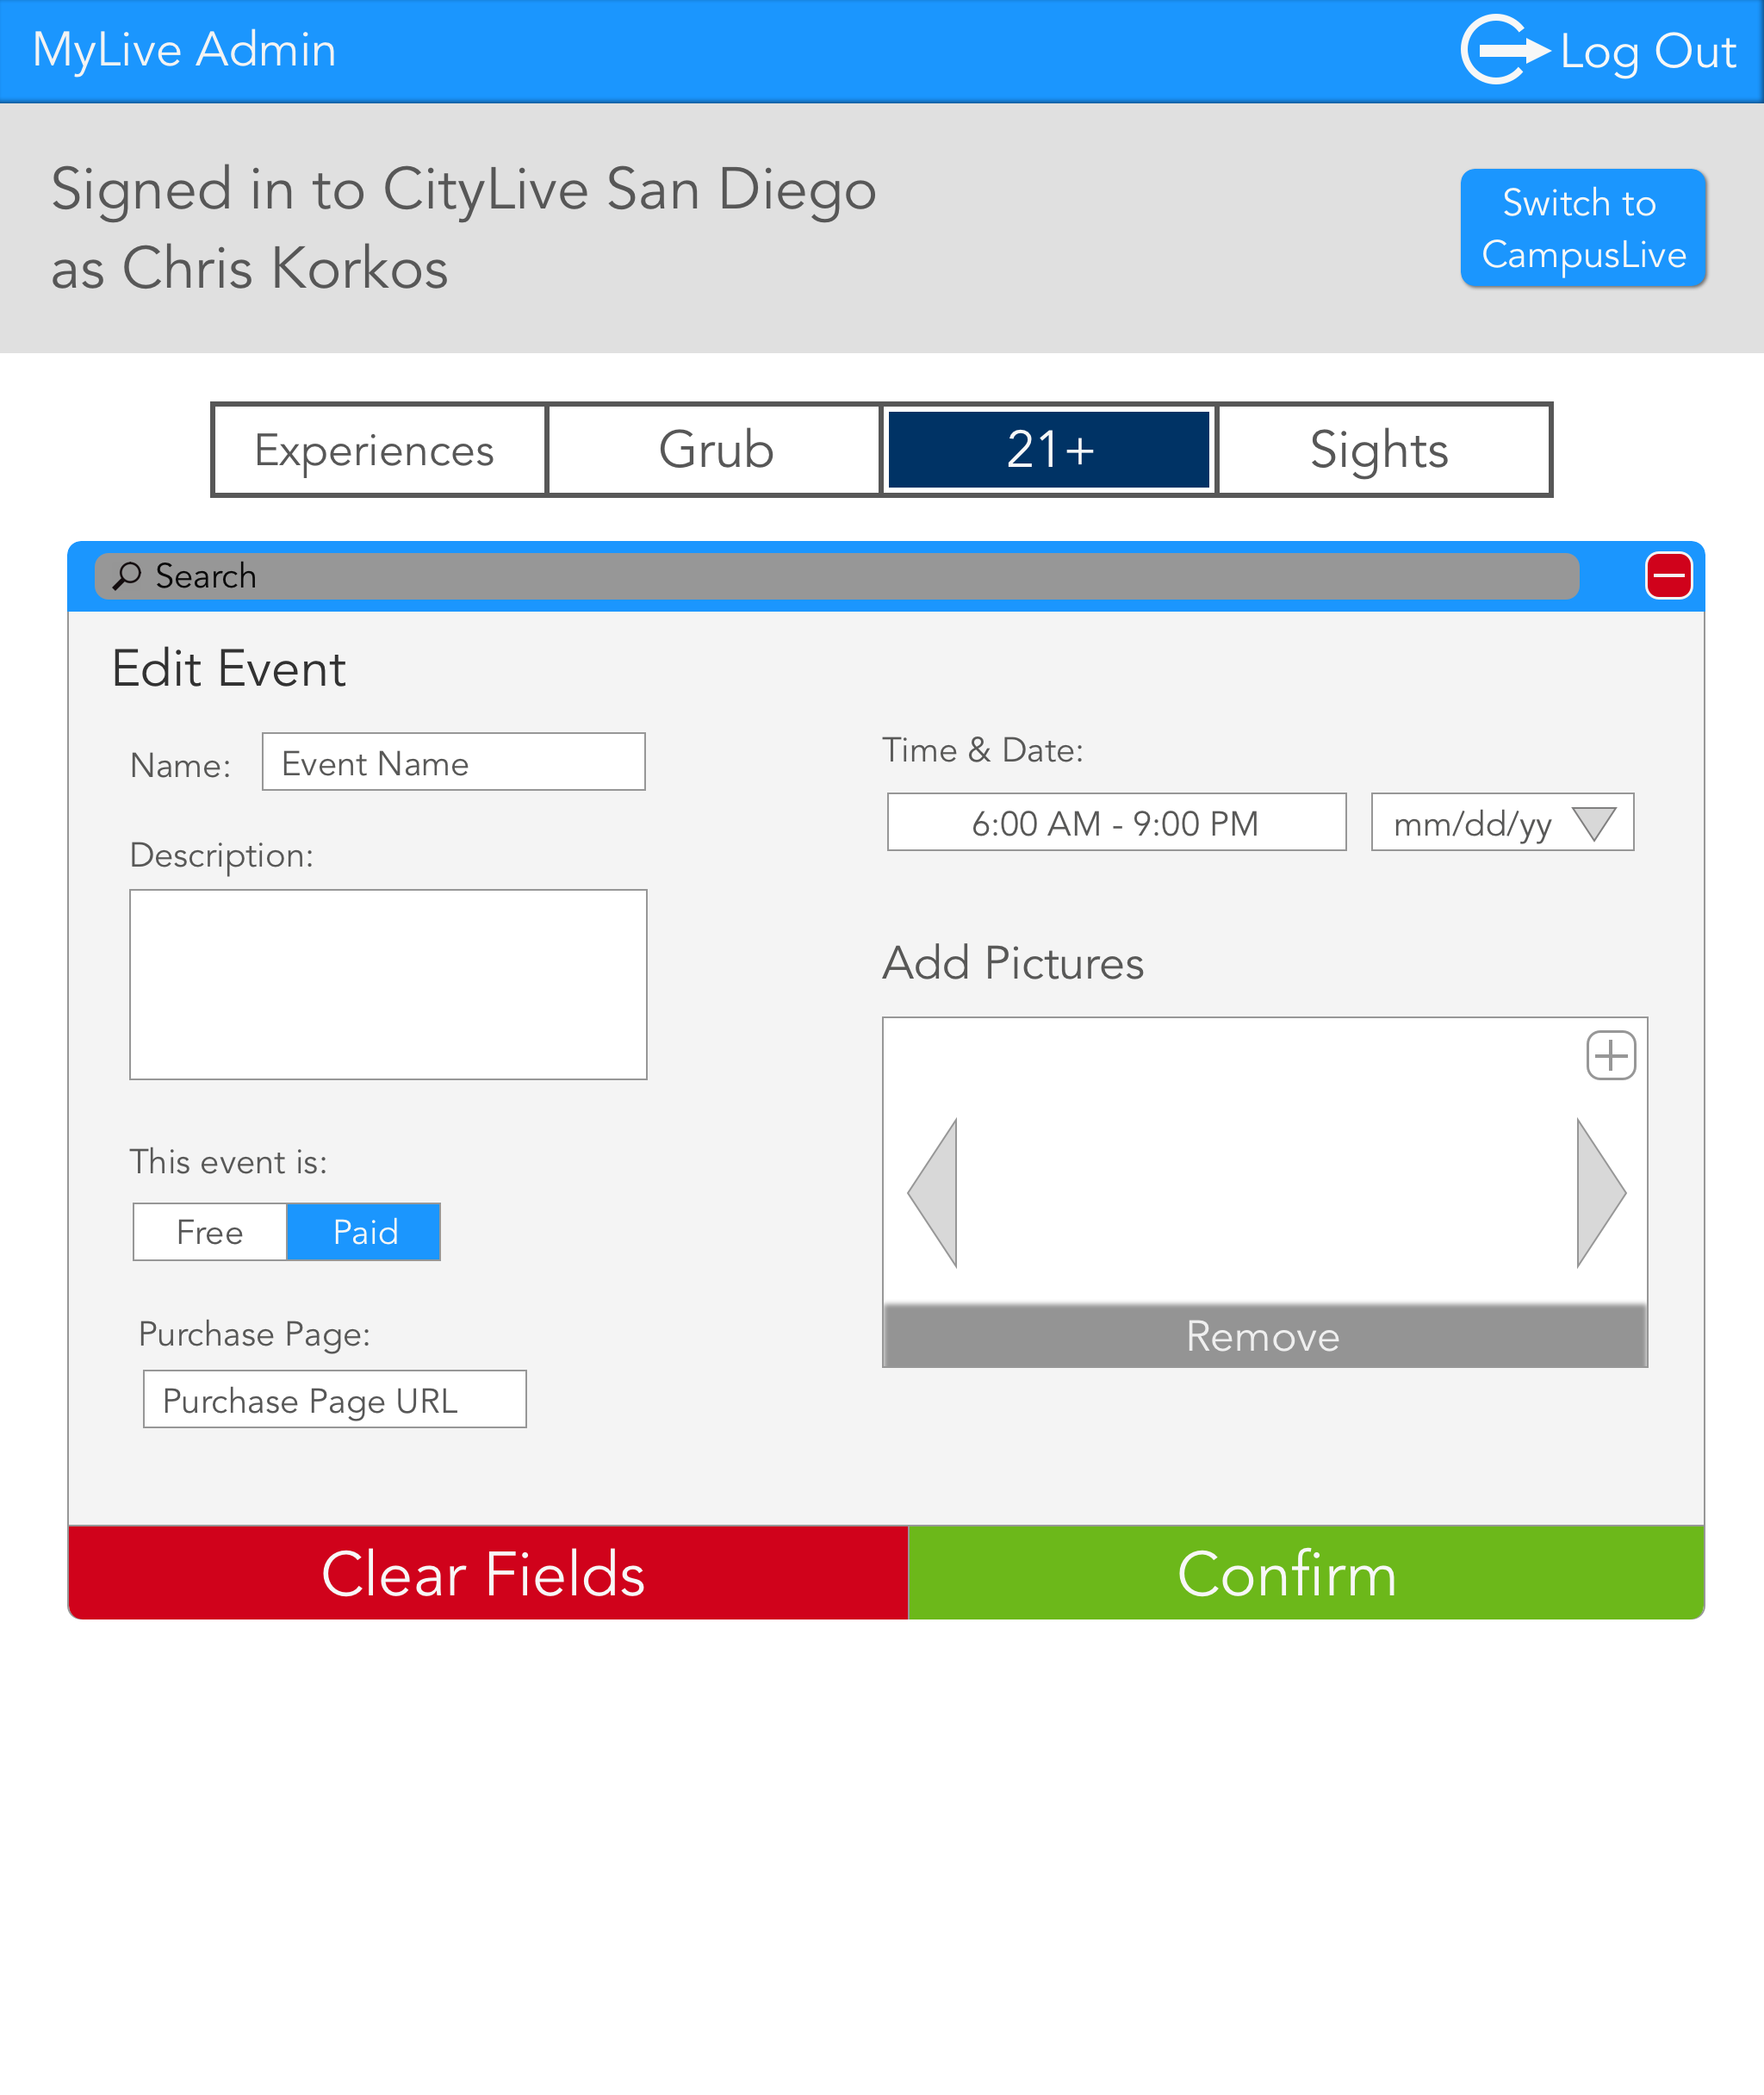 MyLive Admin
Log Out
Signed in to CityLive San Diego
as Chris Korkos
Switch to
CampusLive
Experiences
Grub
21+
Sights
Search
Edit Event
Name:
Event Name
Description:
This event is:
Free
Paid
Purchase Page:
Purchase Page URL
Time & Date:
6:00 AM - 9:00 PM
mm/dd/yy
Add Pictures
Remove
Clear Fields
Confirm